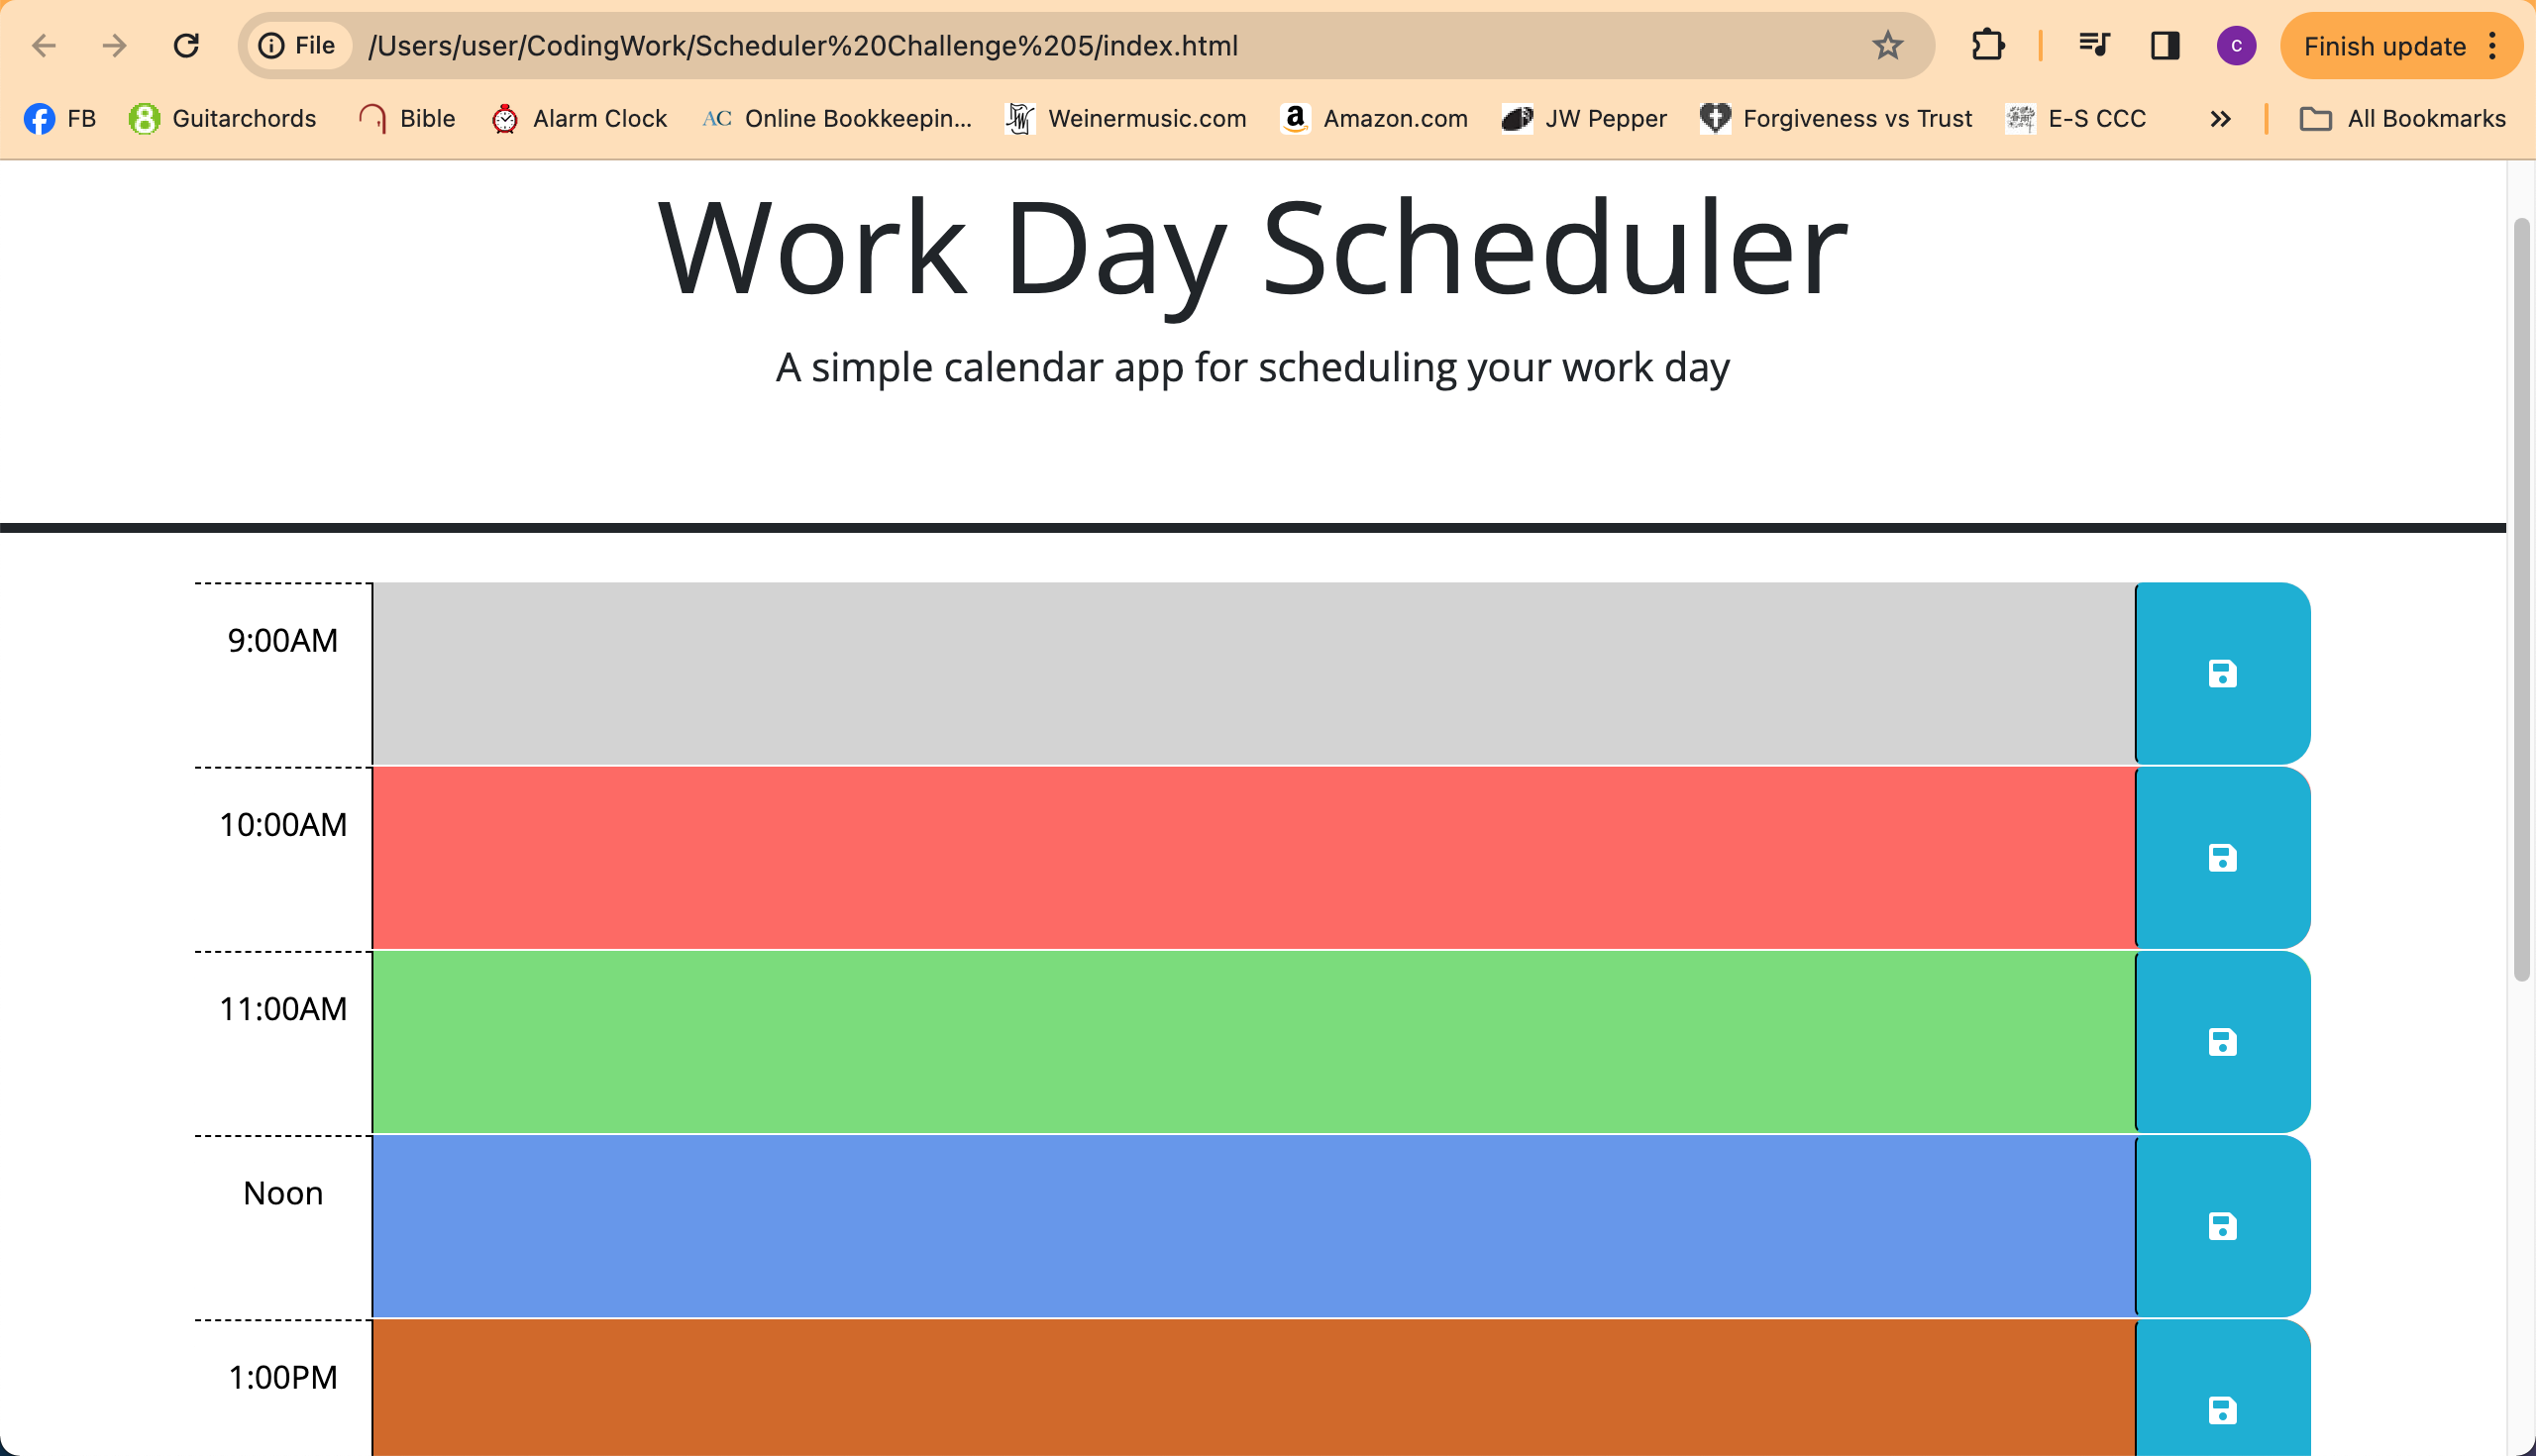 File /Users/user/CodingWork/Scheduler%20Challenge%205/index.html c Finish update
FB Guitarchords Bible AC Alarm Clock Online Bookkeepin... Weinermusic.com Amazon.com JW Pepper Forgiveness vs Trust E-S CCC All Bookmarks
Work Day Scheduler
A simple calendar app for scheduling your work day
9:00AM
10:00AM
11:00AM
Noon
1:00PM